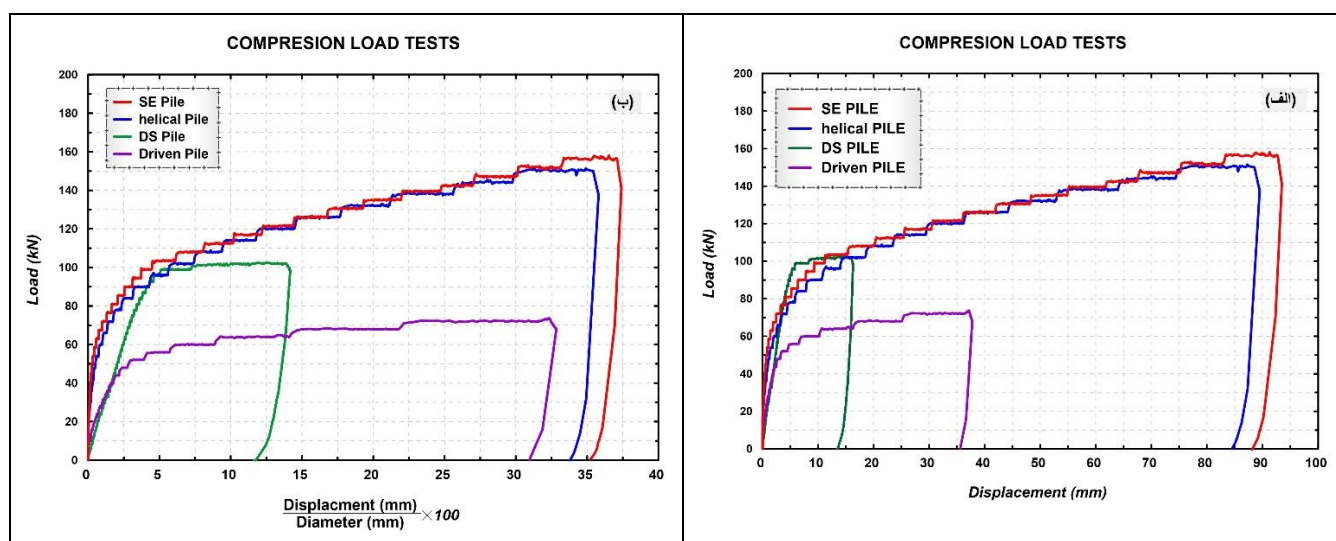 COMPRESION LOAD TESTS
200
180
160
140
120
100
80
60
40
20
0
Load (kN)
SE Pile
helical Pile
DS Pile
Driven Pile
(ب)
0 5 10 15 20 25 30 35 40
Displacment (mm)
Diameter (mm)
×100
COMPRESION LOAD TESTS
200
180
160
140
120
100
80
60
40
20
0
Load (kN)
SE PILE
helical PILE
DS PILE
Driven PILE
(الف)
0 10 20 30 40 50 60 70 80 90 100
Displacement (mm)